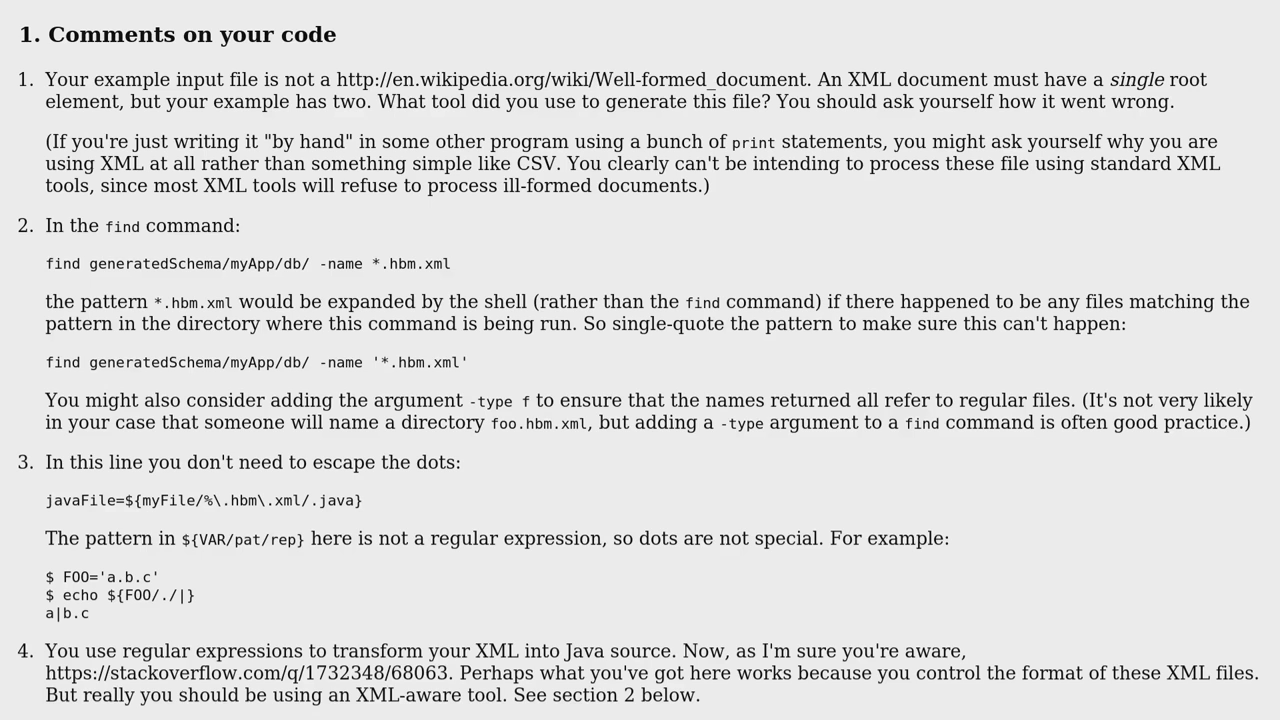 1. Comments on your code
1. Your example input file is not a http://en.wikipedia.org/wiki/Well-formed_document. An XML document must have a single root
element, but your example has two. What tool did you use to generate this file? You should ask yourself how it went wrong.
(If you're just writing it "by hand" in some other program using a bunch of print statements, you might ask yourself why you are
using XML at all rather than something simple like CSV. You clearly can't be intending to process these file using standard XML
tools, since most XML tools will refuse to process ill-formed documents.)
2. In the find command:
find generatedSchema/myApp/db/ -name *.hbm.xml
the pattern *.hbm.xml would be expanded by the shell (rather than the find command) if there happened to be any files matching the
pattern in the directory where this command is being run. So single-quote the pattern to make sure this can't happen:
find generatedSchema/myApp/db/ -name '*.hbm.xml'
You might also consider adding the argument -type f to ensure that the names returned all refer to regular files. (It's not very likely
in your case that someone will name a directory foo.hbm.xml, but adding a -type argument to a find command is often good practice.)
3. In this line you don't need to escape the dots:
javaFile=${myFile/%\.hbm\.xml/.java}
The pattern in ${VAR/pat/rep} here is not a regular expression, so dots are not special. For example:
$ FOO='a.b.c'
$ echo ${FOO/./|}
a|b.c
4. You use regular expressions to transform your XML into Java source. Now, as I'm sure you're aware,
https://stackoverflow.com/q/1732348/68063. Perhaps what you've got here works because you control the format of these XML files.
But really you should be using an XML-aware tool. See section 2 below.